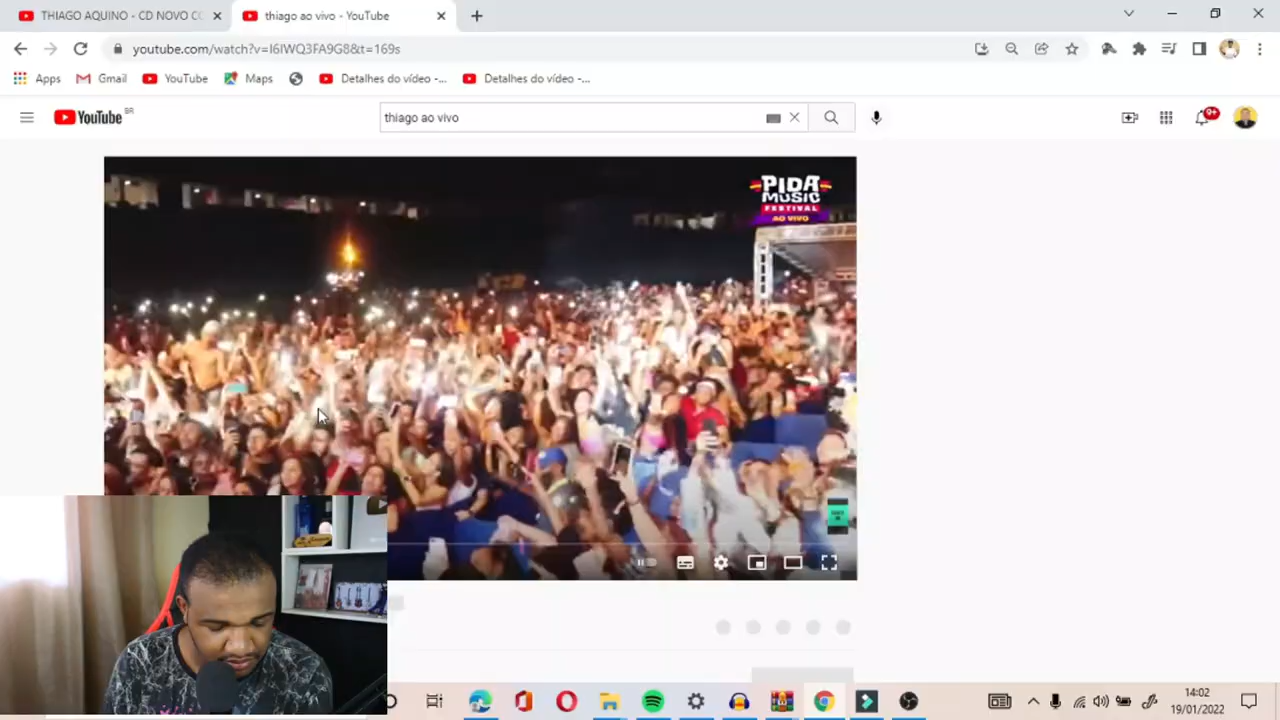 THIAGO AQUINO - CD NOVO CC
thiago ao vivo - YouTube
youtube.com/watch?v=I6IWQ3FA9G8&t=169s
Apps
Gmail
YouTube
Maps
Detalhes do vídeo -...
Detalhes do vídeo -...
YouTube BR
thiago ao vivo
9+
PIDA
MUSIC
FESTIVAL
AO VIVO
14:02
19/01/2022